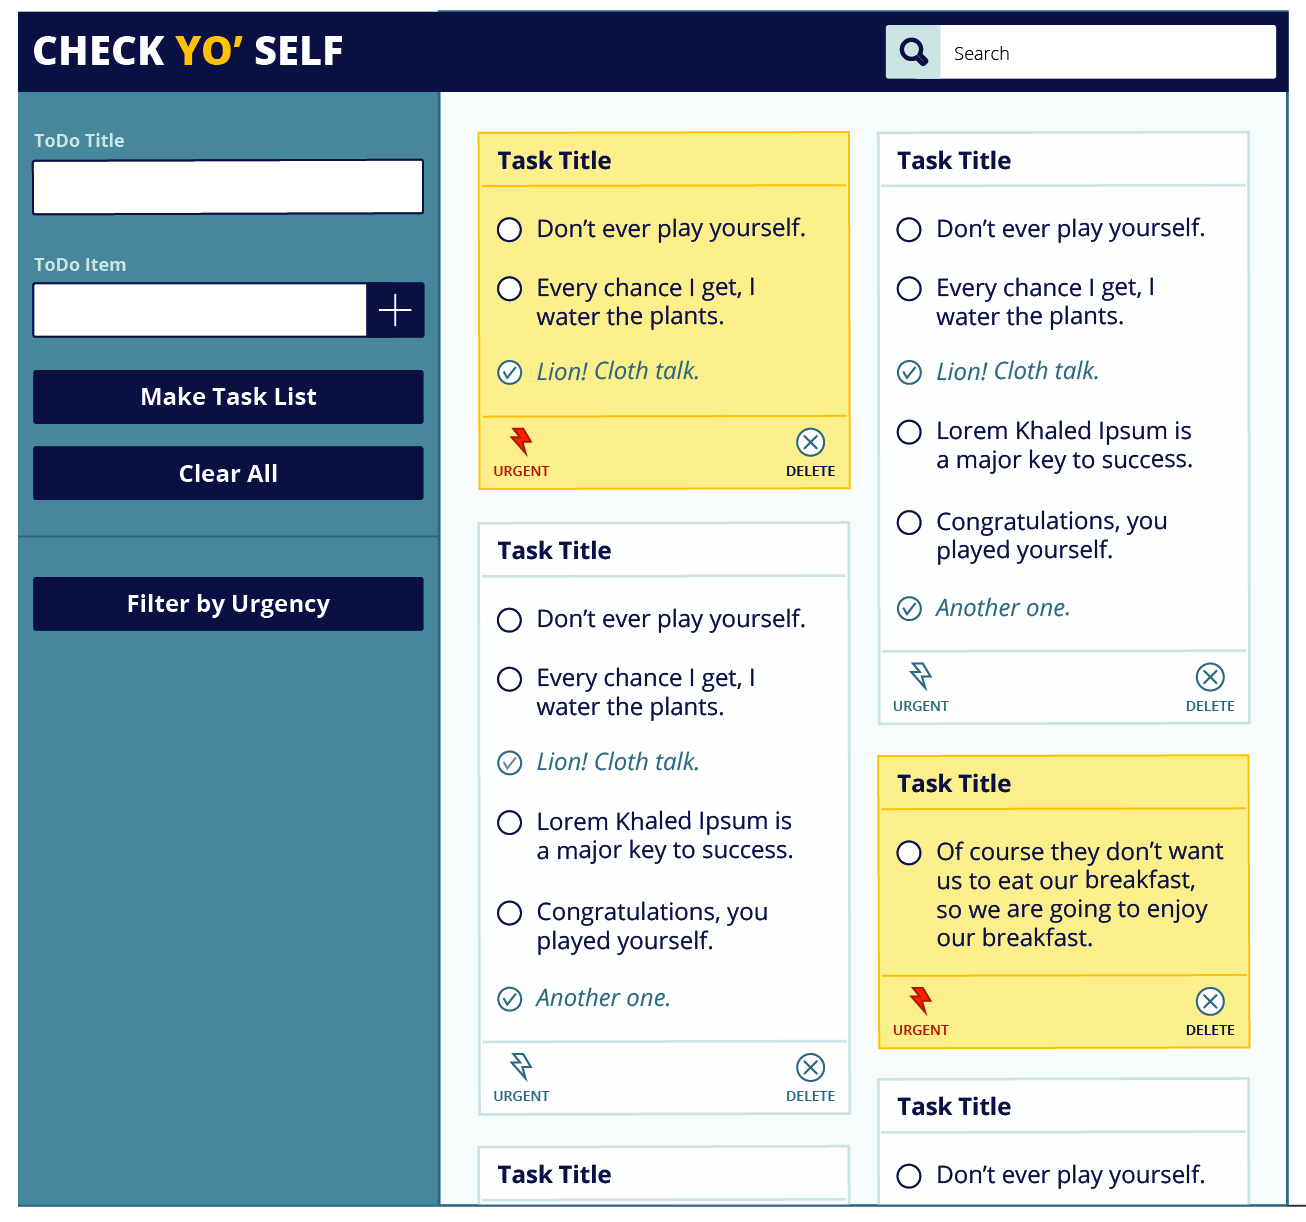 CHECK YO’ SELF
Search
ToDo Title
ToDo Item
Make Task List
Clear All
Filter by Urgency
Task Title
Don’t ever play yourself.
Every chance I get, I
water the plants.
Lion! Cloth talk.
URGENT
DELETE
Task Title
Don’t ever play yourself.
Every chance I get, I
water the plants.
Lion! Cloth talk.
Lorem Khaled Ipsum is
a major key to success.
Congratulations, you
played yourself.
Another one.
URGENT
DELETE
Task Title
Task Title
Don’t ever play yourself.
Every chance I get, I
water the plants.
Lion! Cloth talk.
Lorem Khaled Ipsum is
a major key to success.
Congratulations, you
played yourself.
Another one.
URGENT
DELETE
Task Title
Of course they don’t want
us to eat our breakfast,
so we are going to enjoy
our breakfast.
URGENT
DELETE
Task Title
Don’t ever play yourself.